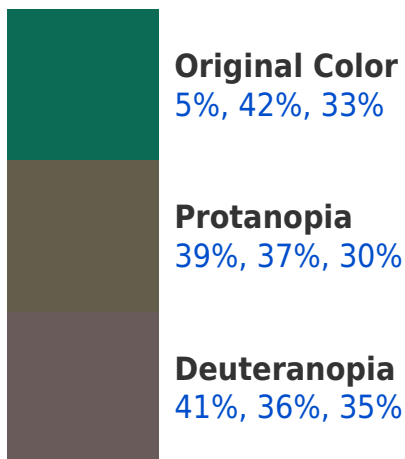 Original Color
5%, 42%, 33%
Protanopia
39%, 37%, 30%
Deuteranopia
41%, 36%, 35%